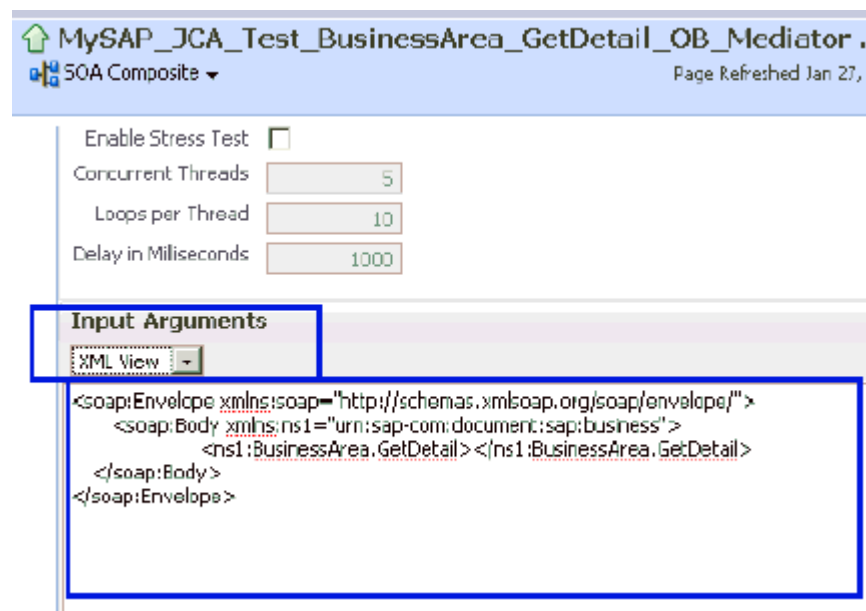 MySAP_JCA_Test_BusinessArea_GetDetail_OB_Mediator .
SOA Composite
Page Refreshed Jan 27,
Enable Stress Test
Concurrent Threads 5
Loops per Thread 10
Delay in Miliseconds 1000
Input Arguments
XML View
<soap:Envelope xmlns:soap="http://schemas.xmlsoap.org/soap/envelope/">
<soap:Body xmlns:ns1="urn:sap-com:document:sap:business">
<ns1:BusinessArea.GetDetail></ns1:BusinessArea.GetDetail>
</soap:Body>
</soap:Envelope>